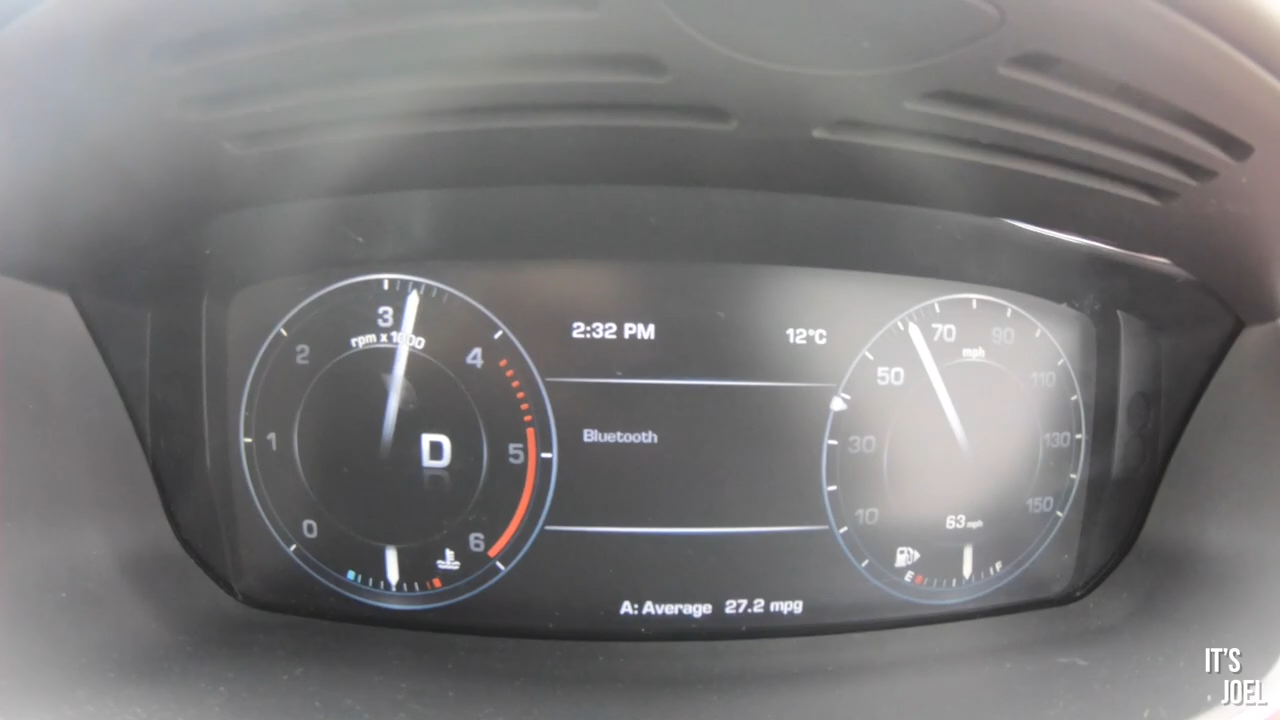 2:32 PM
12°C
3
rpm x 1000
2
4
1
D
5
0
6
Bluetooth
70
90
mph
50
110
30
130
10
150
63 mph
E
F
A: Average 27.2 mpg
IT'S
JOEL